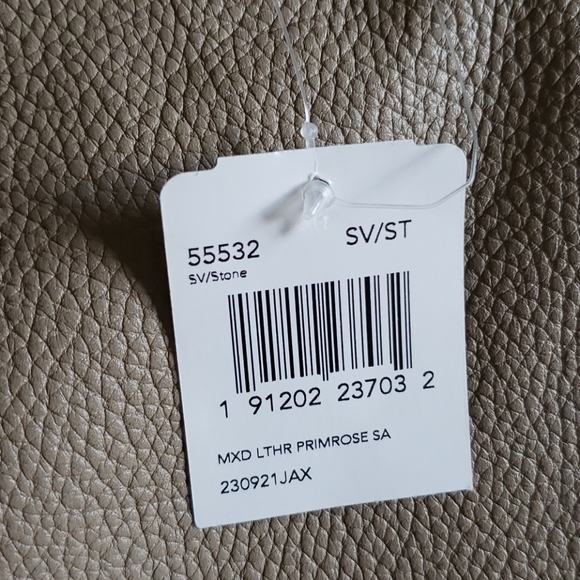 55532 SV/ST
SV/Stone
1 91202 23703 2
MXD LTHR PRIMROSE SA
230921JAX